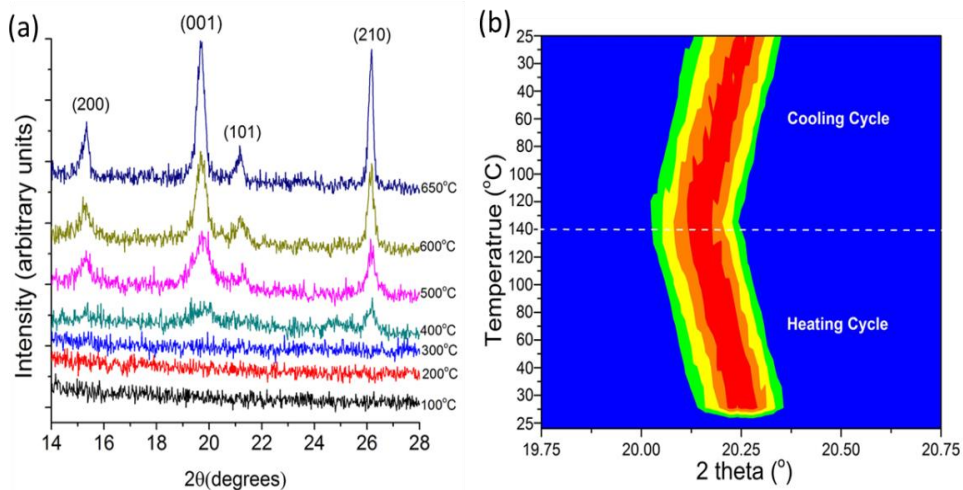 (a)
(200)
(001)
(101)
(210)
650°C
600°C
500°C
400°C
300°C
200°C
100°C
Intensity (arbitrary units)
14 16 18 20 22 24 26 28
2θ(degrees)
(b)
25
30
40
60
80
100
120
140
120
100
80
60
40
30
25
Temperatrue (°C)
Cooling Cycle
Heating Cycle
19.75 20.00 20.25 20.50 20.75
2 theta (°)